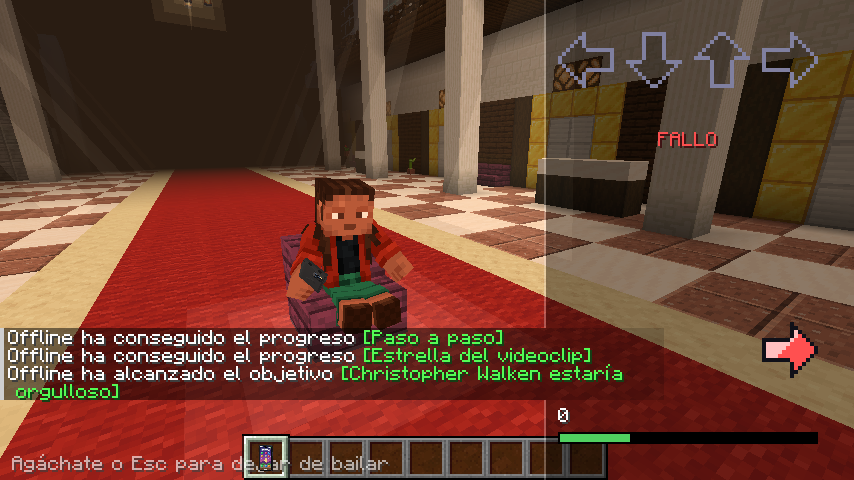 FALLO
Offline ha conseguido el progreso [Paso a paso]
Offline ha conseguido el progreso [Estrella del videoclip]
Offline ha alcanzado el objetivo [Christopher Walken estaría
orgulloso]
0
Agáchate o Esc para dejar de bailar